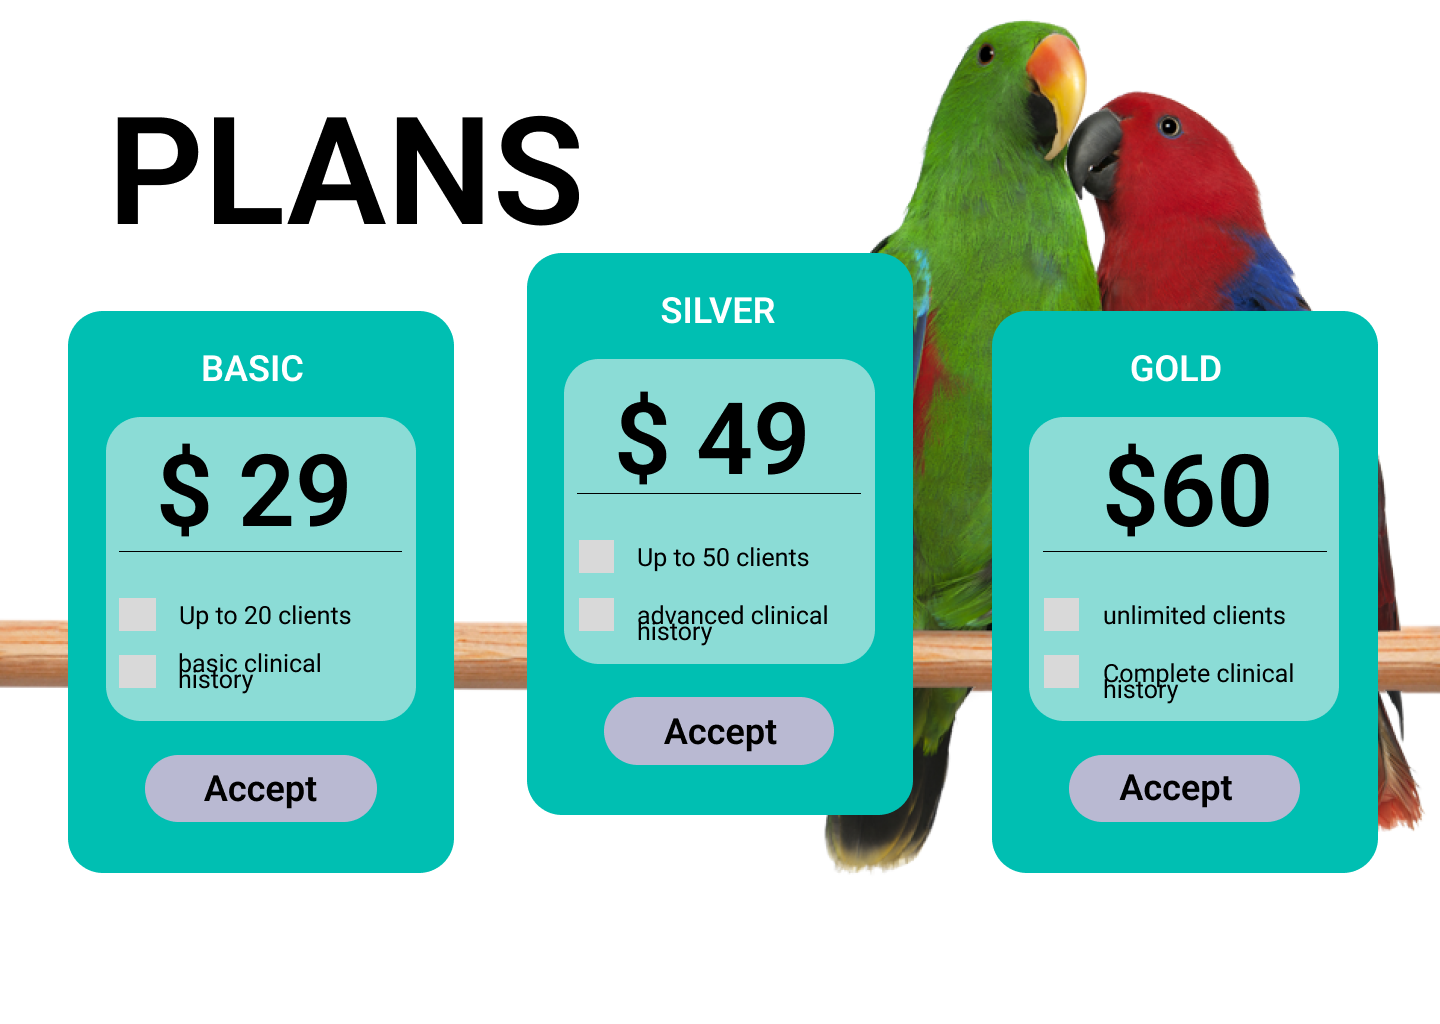 PLANS
BASIC
$ 29
Up to 20 clients
basic clinical
history
Accept
SILVER
$ 49
Up to 50 clients
advanced clinical
history
Accept
GOLD
$60
unlimited clients
Complete clinical
history
Accept